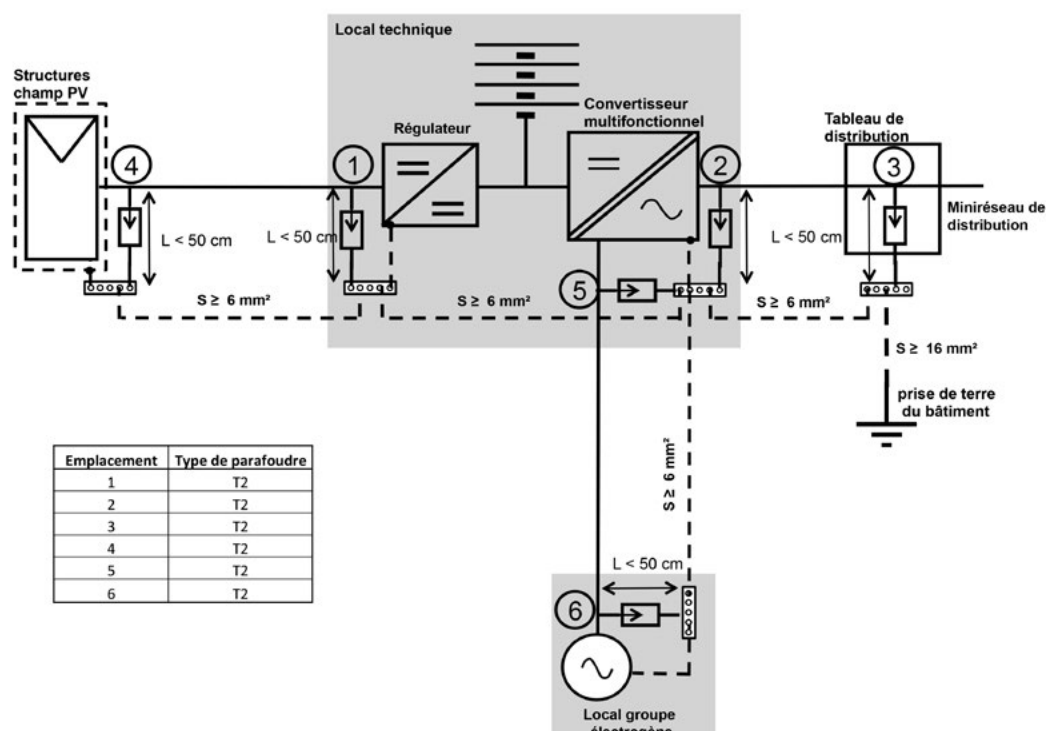 Local technique
Structures
champ PV
Convertisseur
multifonctionnel
Régulateur
Tableau de
distribution
4
1
2
3
Miniréseau de
distribution
L < 50 cm
L < 50 cm
L < 50 cm
5
S ≥ 6 mm²
S ≥ 6 mm²
S ≥ 6 mm²
S ≥ 16 mm²
prise de terre
du bâtiment
S ≥ 6 mm²
Emplacement Type de parafoudre
1 T2
2 T2
3 T2
4 T2
5 T2
6 T2
L < 50 cm
6
Local groupe
électrogène